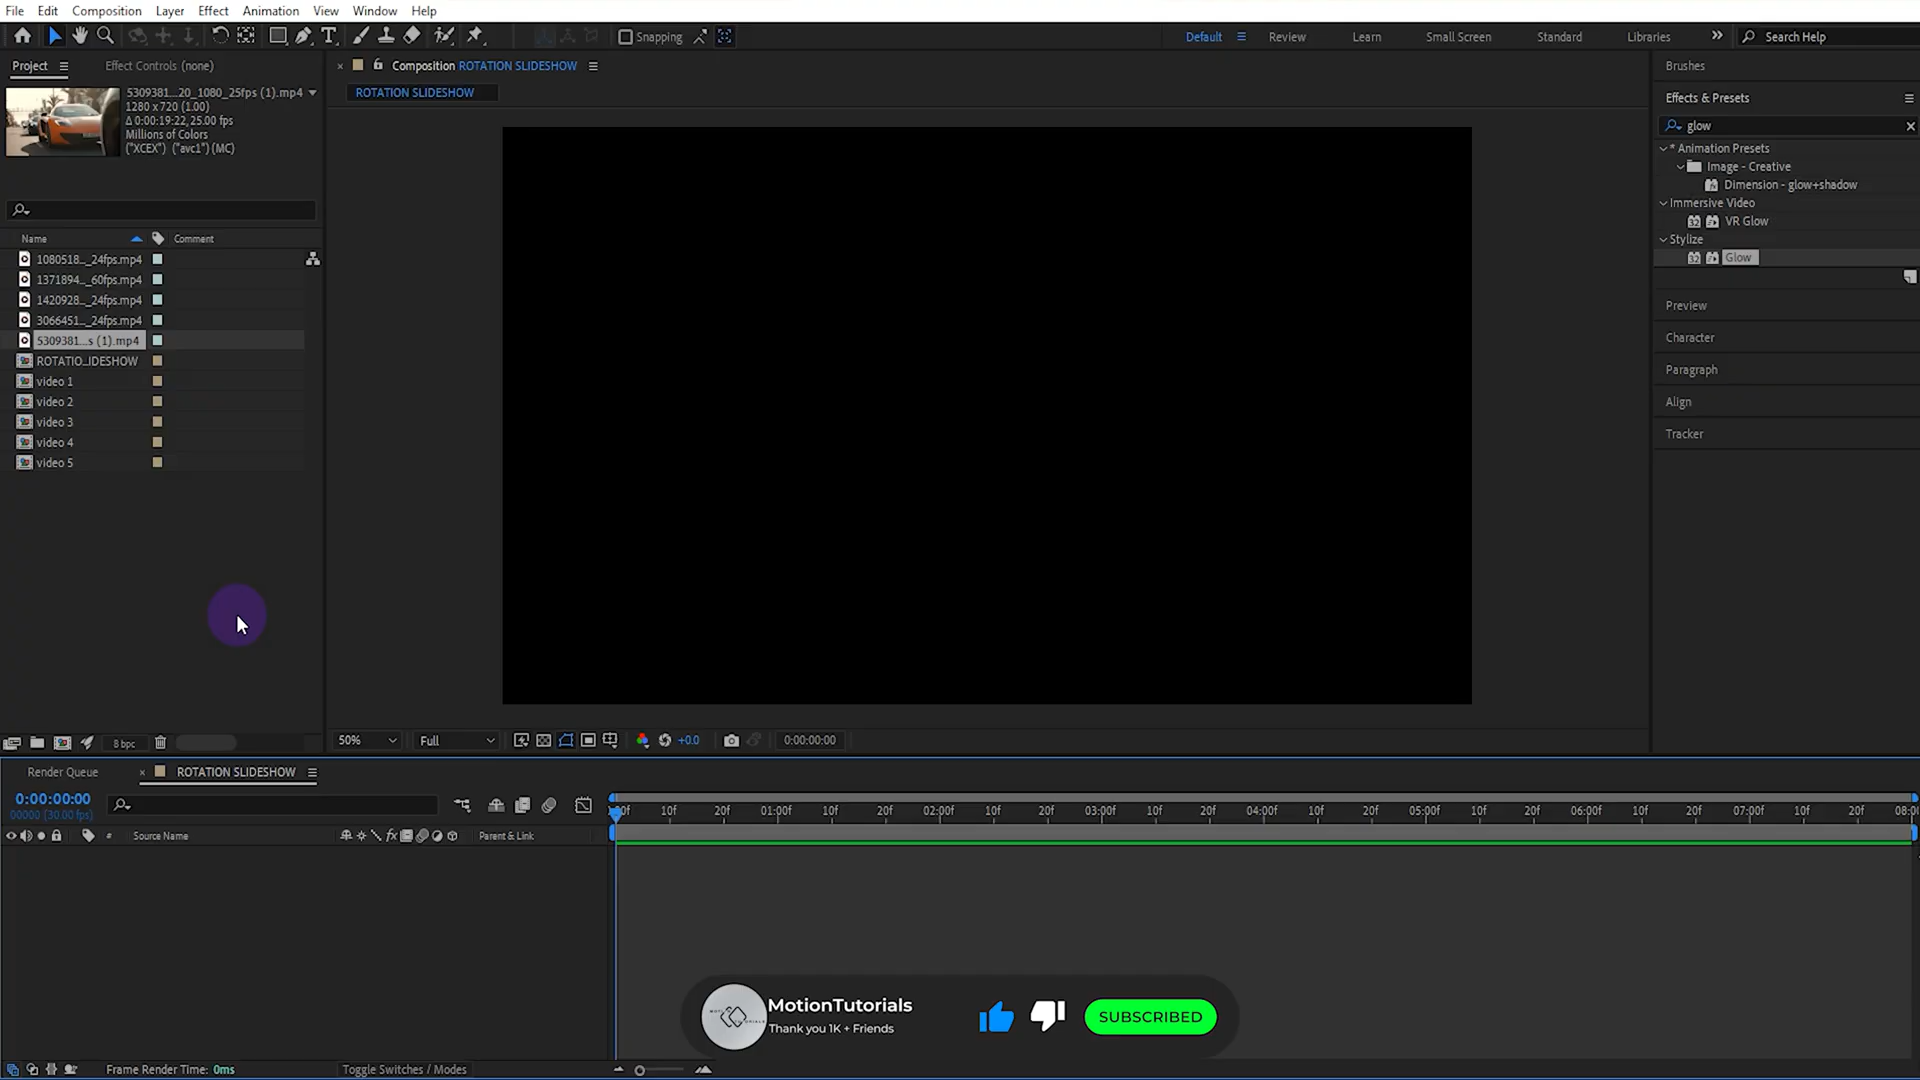 File Edit Composition Layer Effect Animation View Window Help
Snapping
Default Review Learn Small Screen Standard Libraries Search Help
Project Effect Controls (none)
Composition ROTATION SLIDESHOW
ROTATION SLIDESHOW
5309381...20_1080_25fps (1).mp4
1280 x 720 (1.00)
Δ 0:00:19:22, 25.00 fps
Millions of Colors
("XCEX") ("avc1") (MC)
Name Comment
1080518..._24fps.mp4
1371894..._60fps.mp4
1420928..._24fps.mp4
3066451..._24fps.mp4
5309381...s (1).mp4
ROTATIO...IDESHOW
video 1
video 2
video 3
video 4
video 5
8 bpc
50% Full +0.0 0:00:00:00
Brushes
Effects & Presets
glow
* Animation Presets
Image - Creative
Dimension - glow+shadow
Immersive Video
32 VR Glow
Stylize
32 Glow
Preview
Character
Paragraph
Align
Tracker
Render Queue ROTATION SLIDESHOW
0:00:00:00
00000 (30.00 fps)
# Source Name fx Parent & Link
10f 20f 01:00f 10f 20f 02:00f 10f 20f 03:00f 10f 20f 04:00f 10f 20f 05:00f 10f 20f 06:00f 10f 20f 07:00f 10f 20f
MotionTutorials
Thank you 1K + Friends
SUBSCRIBED
Frame Render Time: 0ms Toggle Switches / Modes